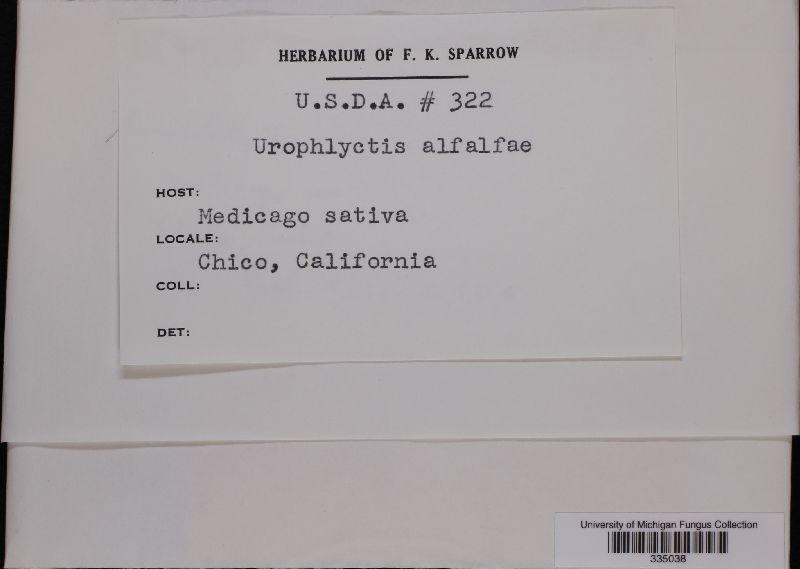 HERBARIUM OF F. K. SPARROW
U.S.D.A. # 322
Urophlyctis alfalfae
HOST:
Medicago sativa
LOCALE:
Chico, California
COLL:
DET:
University of Michigan Fungus Collection
335038